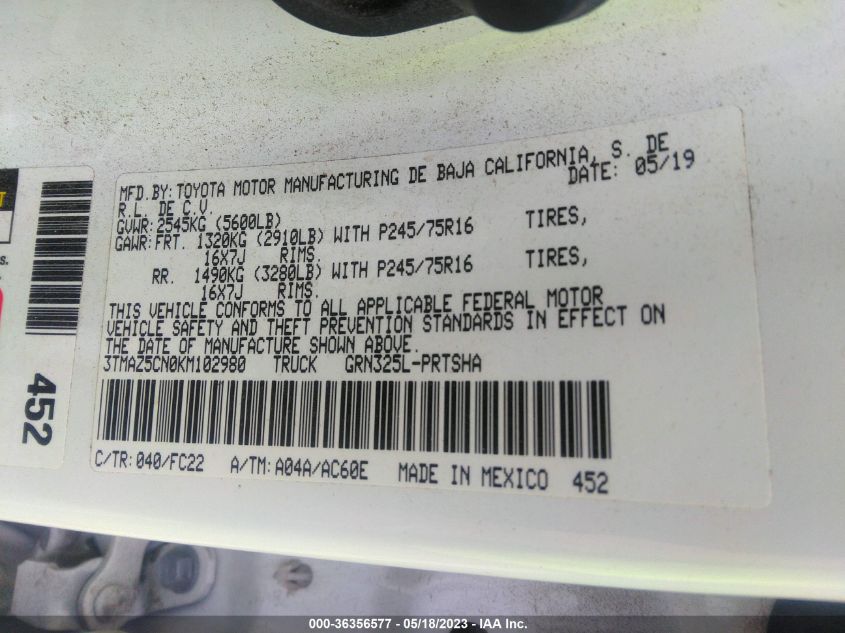 MFD.BY:TOYOTA MOTOR MANUFACTURING DE BAJA CALIFORNIA, S. DE
R.L. DE C.V. DATE: 05/19
GVWR:2545KG (5600LB)
GAWR:FRT. 1320KG (2910LB) WITH P245/75R16 TIRES,
16X7J RIMS.
RR. 1490KG (3280LB) WITH P245/75R16 TIRES,
16X7J RIMS.
THIS VEHICLE CONFORMS TO ALL APPLICABLE FEDERAL MOTOR
VEHICLE SAFETY AND THEFT PREVENTION STANDARDS IN EFFECT ON
THE DATE OF MANUFACTURE SHOWN ABOVE.
3TMAZ5CN0KM102980 TRUCK GRN325L-PRTSHA
C/TR:040/FC22 A/TM:A04A/AC60E MADE IN MEXICO 452
452
000-36356577 - 05/18/2023 - IAA Inc.